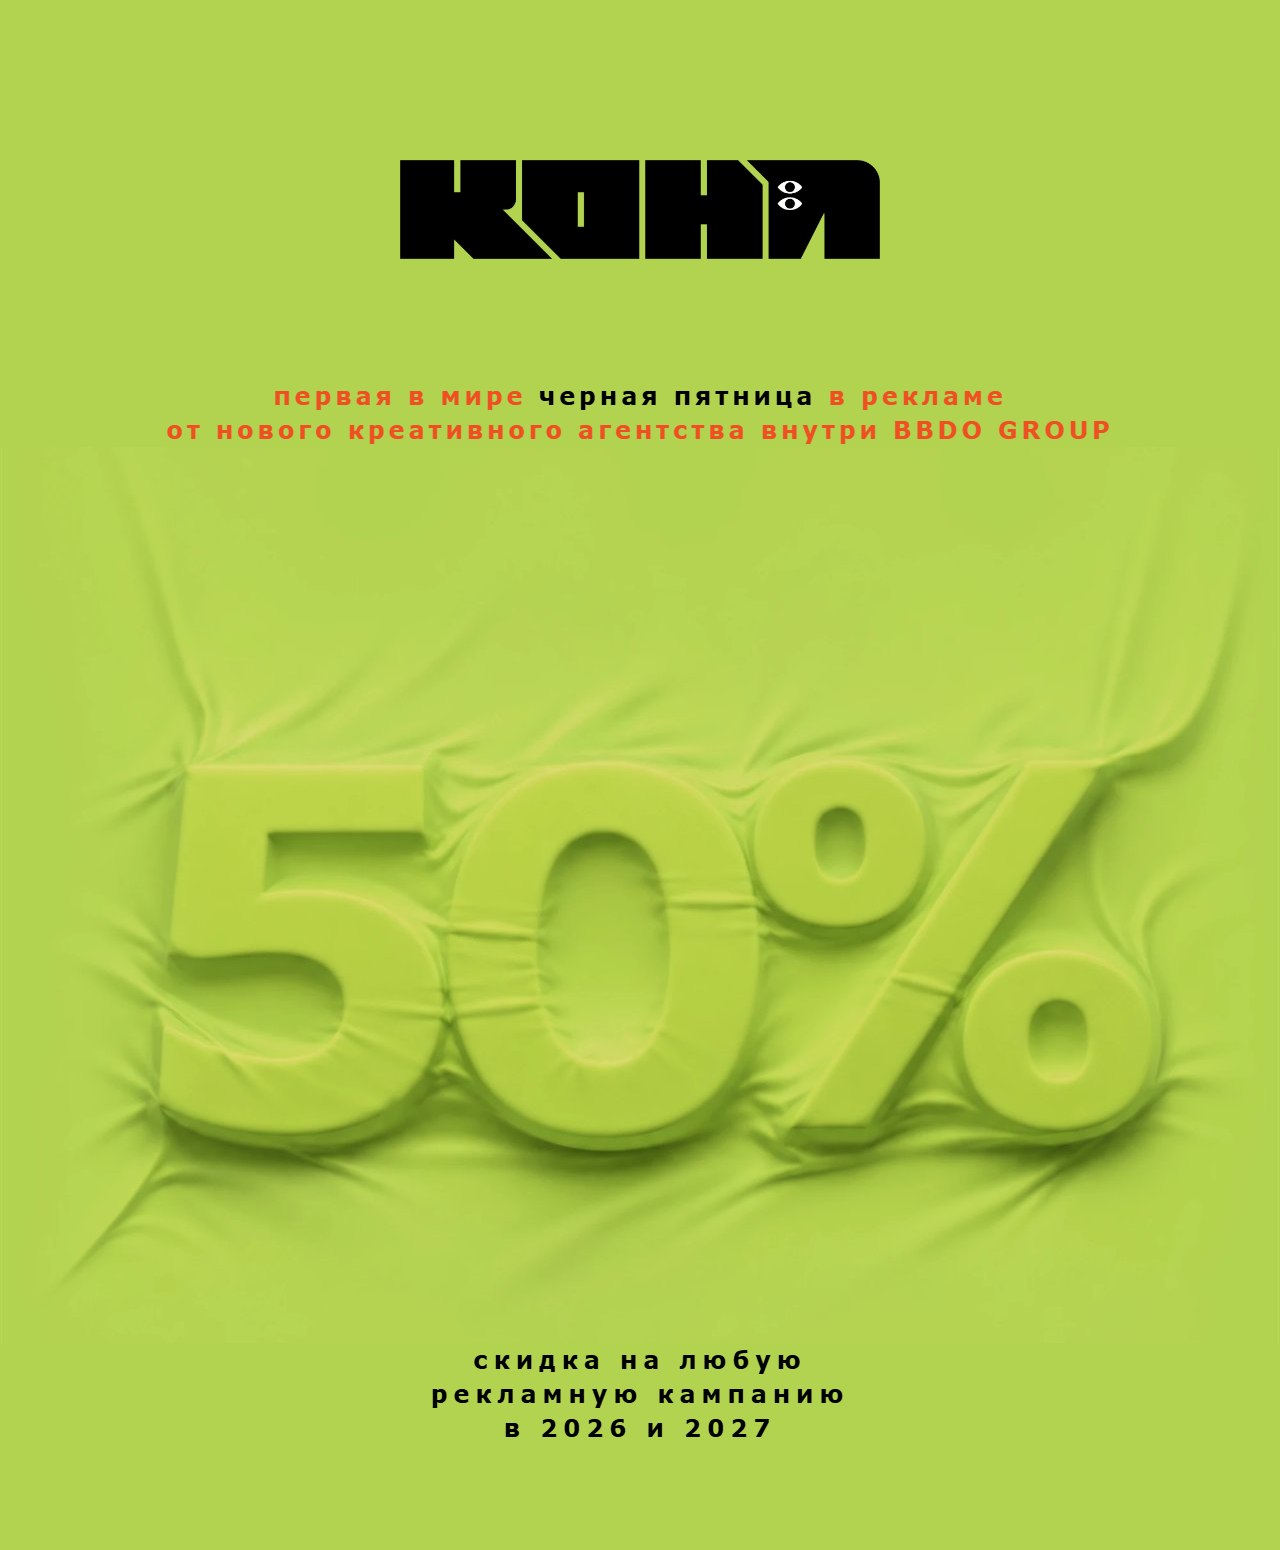 КОНЯ
первая в мире черная пятница в рекламе
от нового креативного агентства внутри BBDO GROUP
50%
скидка на любую
рекламную кампанию
в 2026 и 2027